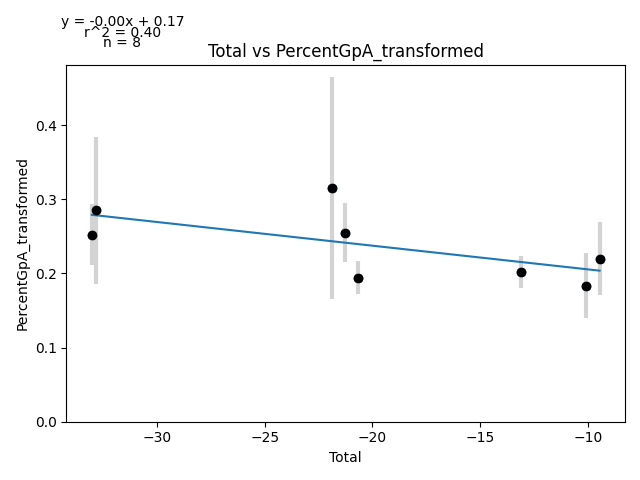 y = -0.00x + 0.17
r^2 = 0.40
n = 8
Total vs PercentGpA_transformed
PercentGpA_transformed
0.4
0.3
0.2
0.1
0.0
−30
−25
−20
−15
−10
Total